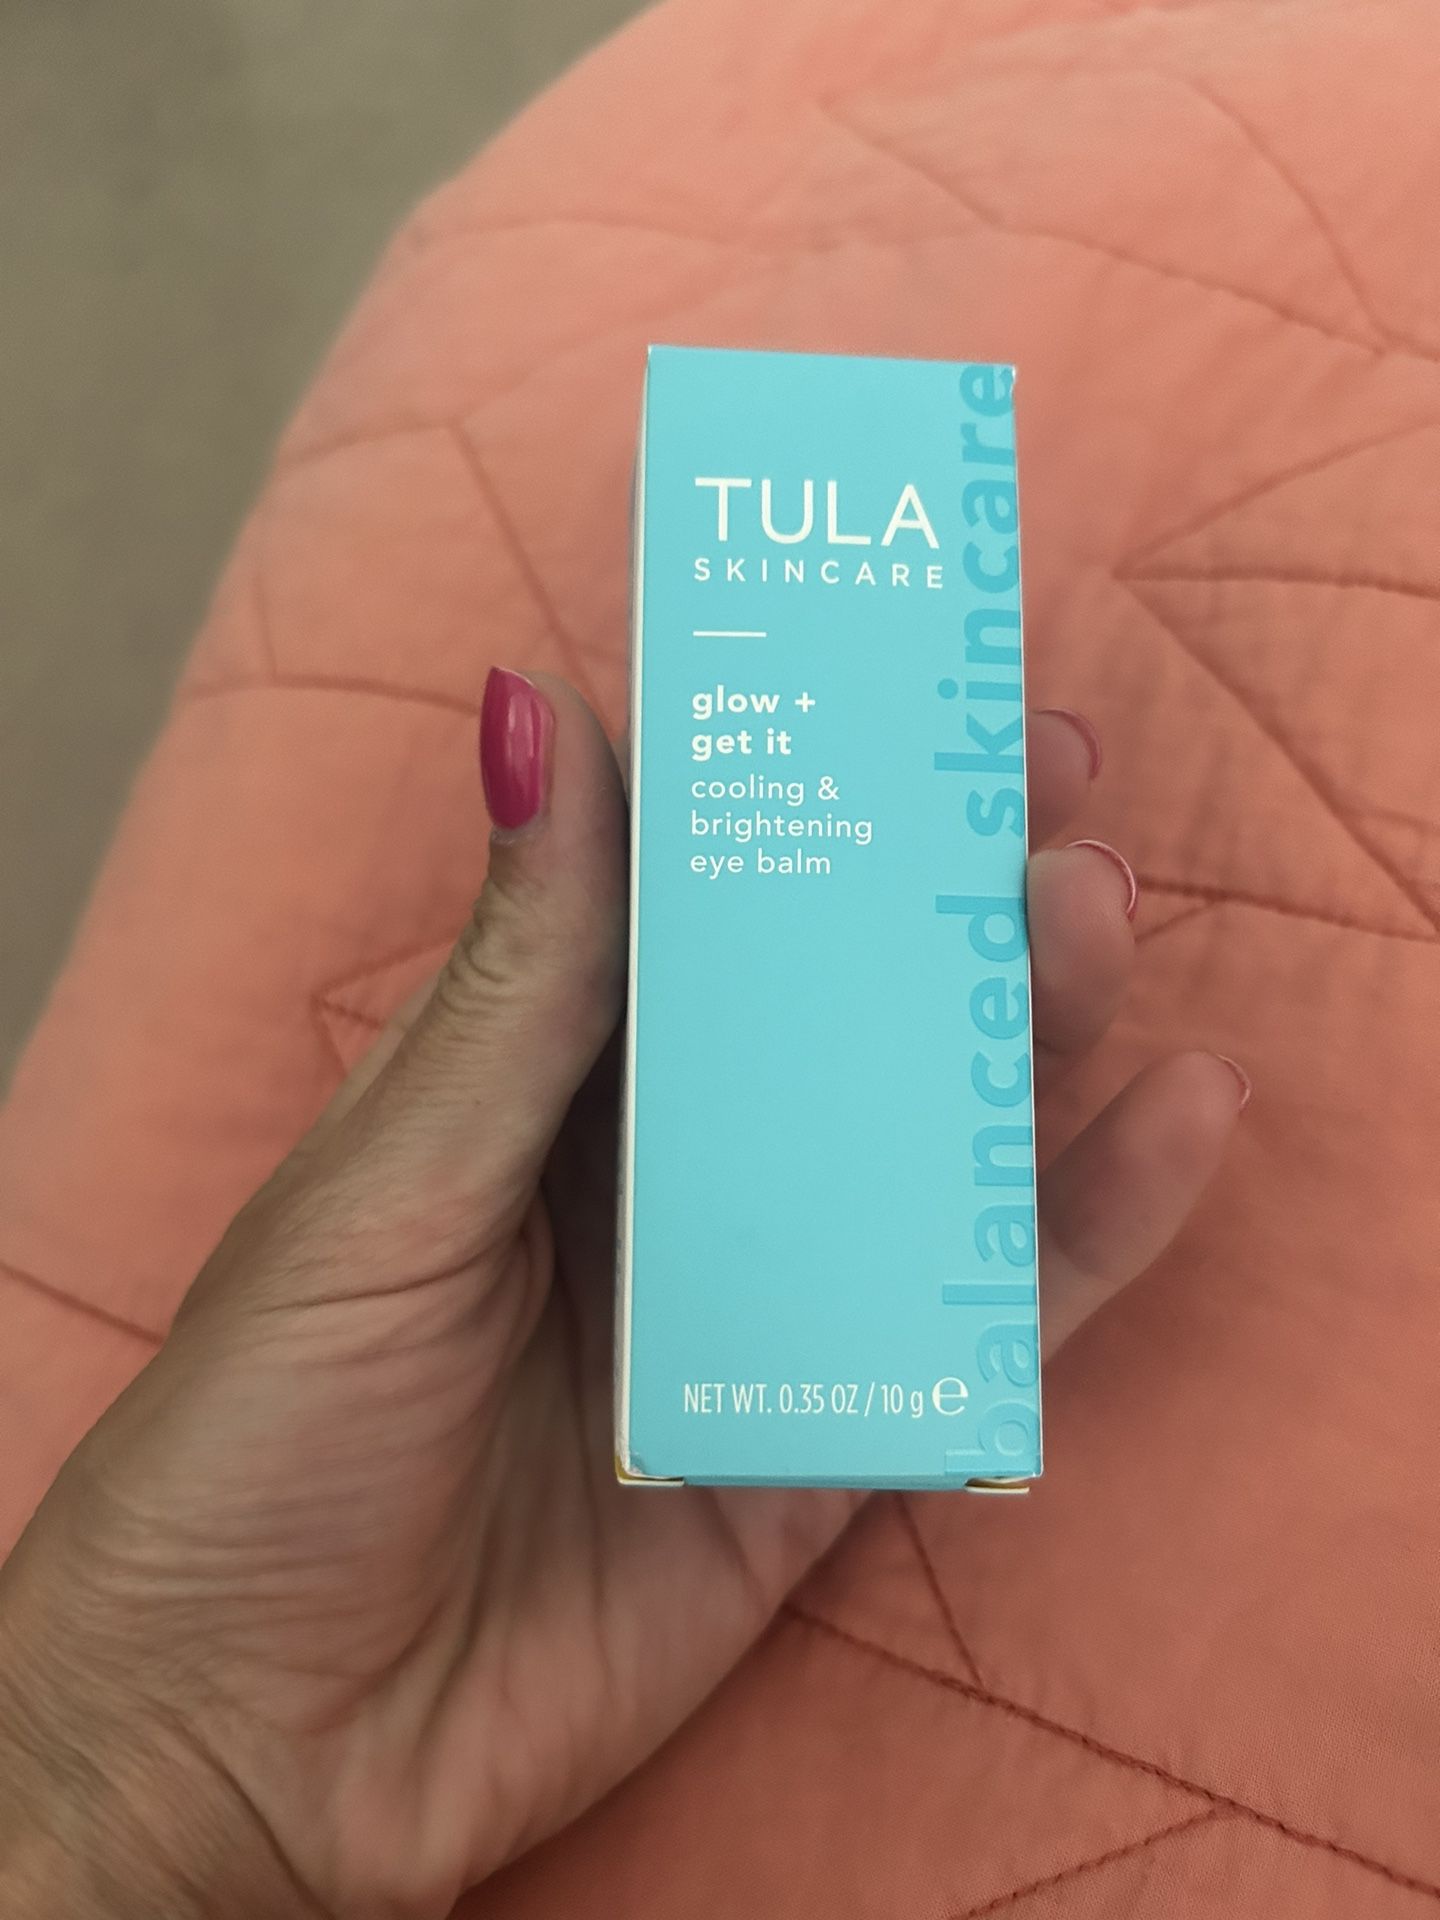 TULA
SKINCARE
glow +
get it
cooling &
brightening
eye balm
balanced skincare
NET WT. 0.35 OZ / 10 g ℮